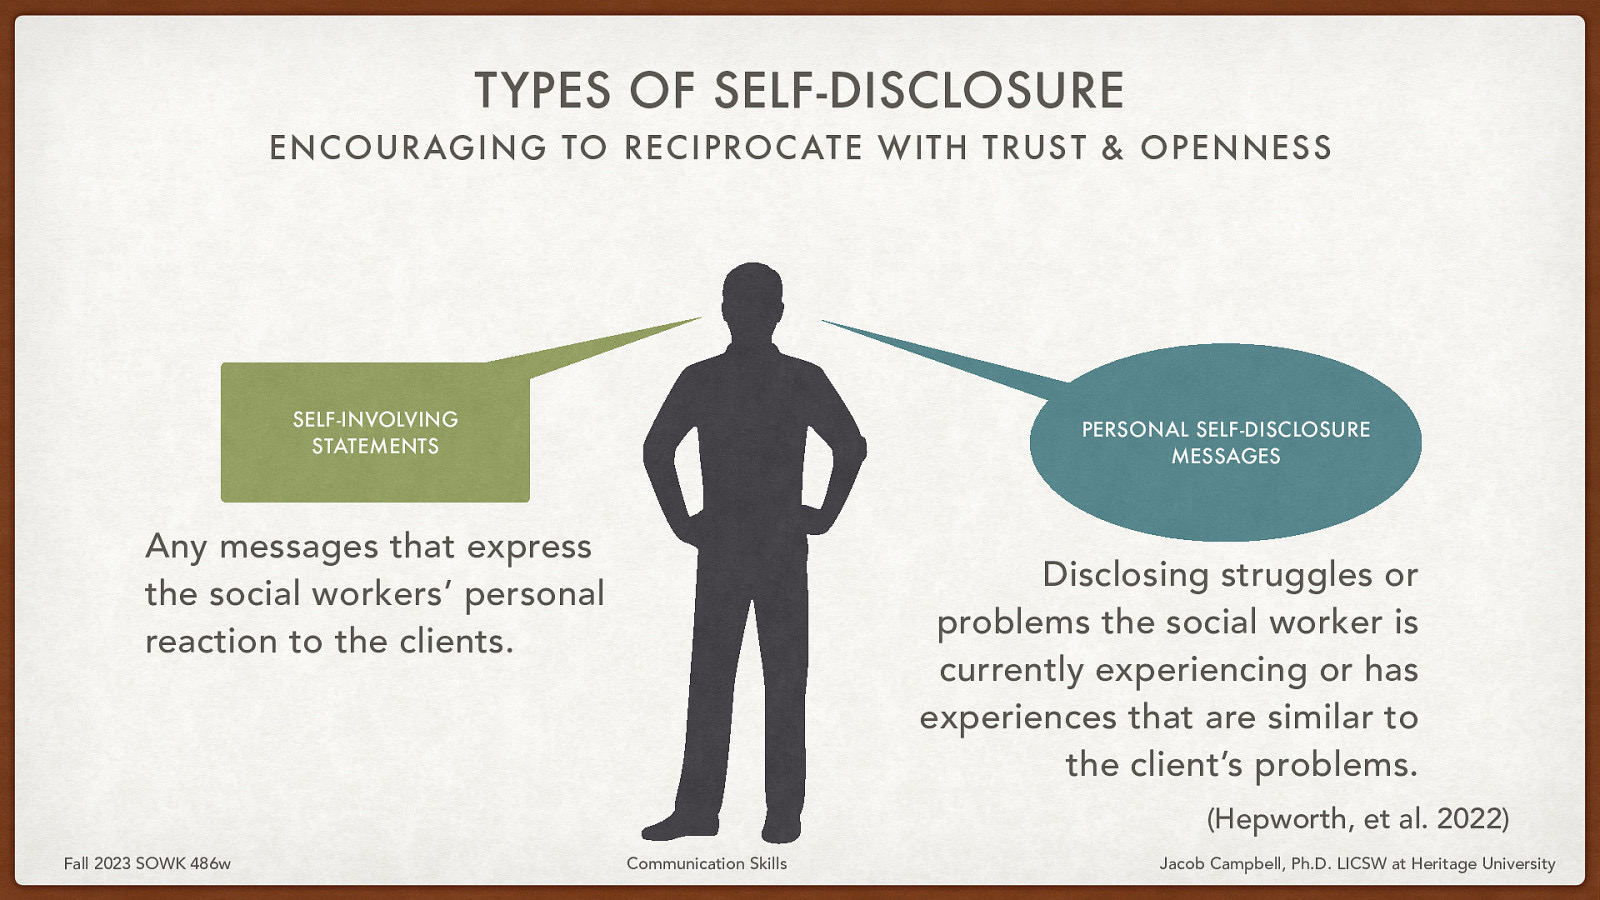 TYPES OF SELF-DISCLOSURE
ENCOURAGING TO RECIPROCATE WITH TRUST & OPENNESS
SELF-INVOLVING
STATEMENTS
Any messages that express
the social workers’ personal
reaction to the clients.
PERSONAL SELF-DISCLOSURE
MESSAGES
Disclosing struggles or
problems the social worker is
currently experiencing or has
experiences that are similar to
the client’s problems.
(Hepworth, et al. 2022)
Fall 2023 SOWK 486w
Communication Skills
Jacob Campbell, Ph.D. LICSW at Heritage University